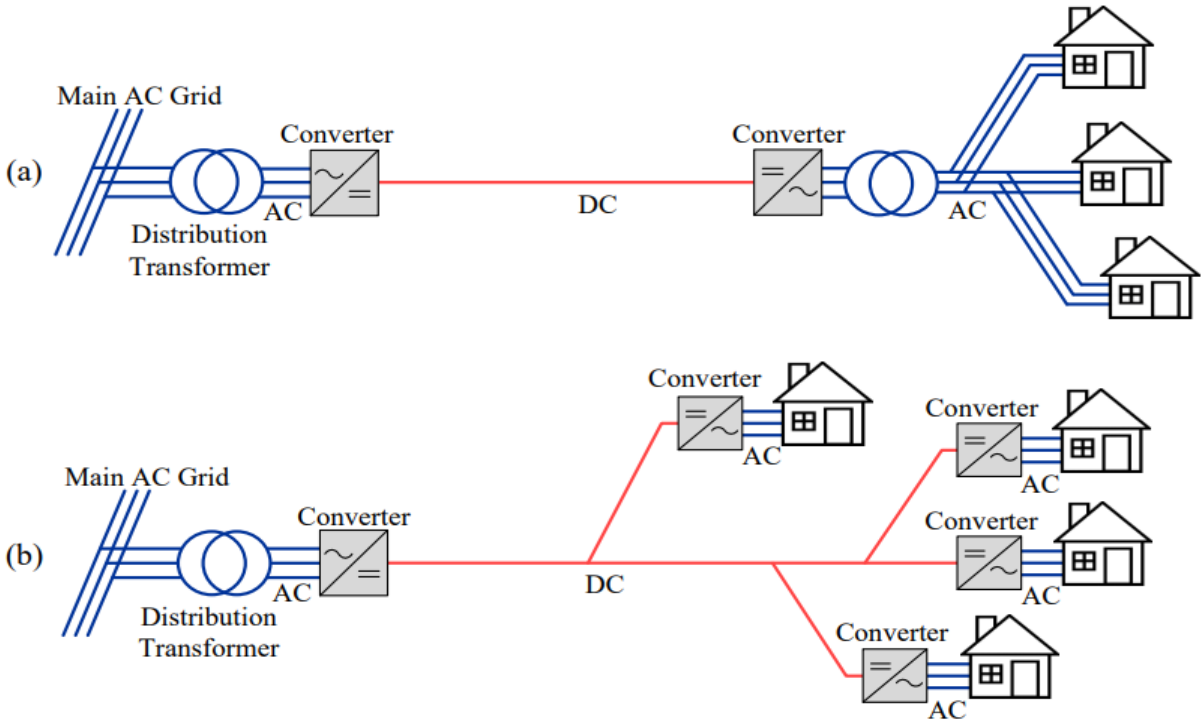 Main AC Grid
Converter
Converter
(a)
AC
DC
AC
Distribution
Transformer
Converter
Converter
AC
AC
Main AC Grid
Converter
Converter
(b)
AC
DC
AC
Distribution
Transformer
Converter
AC